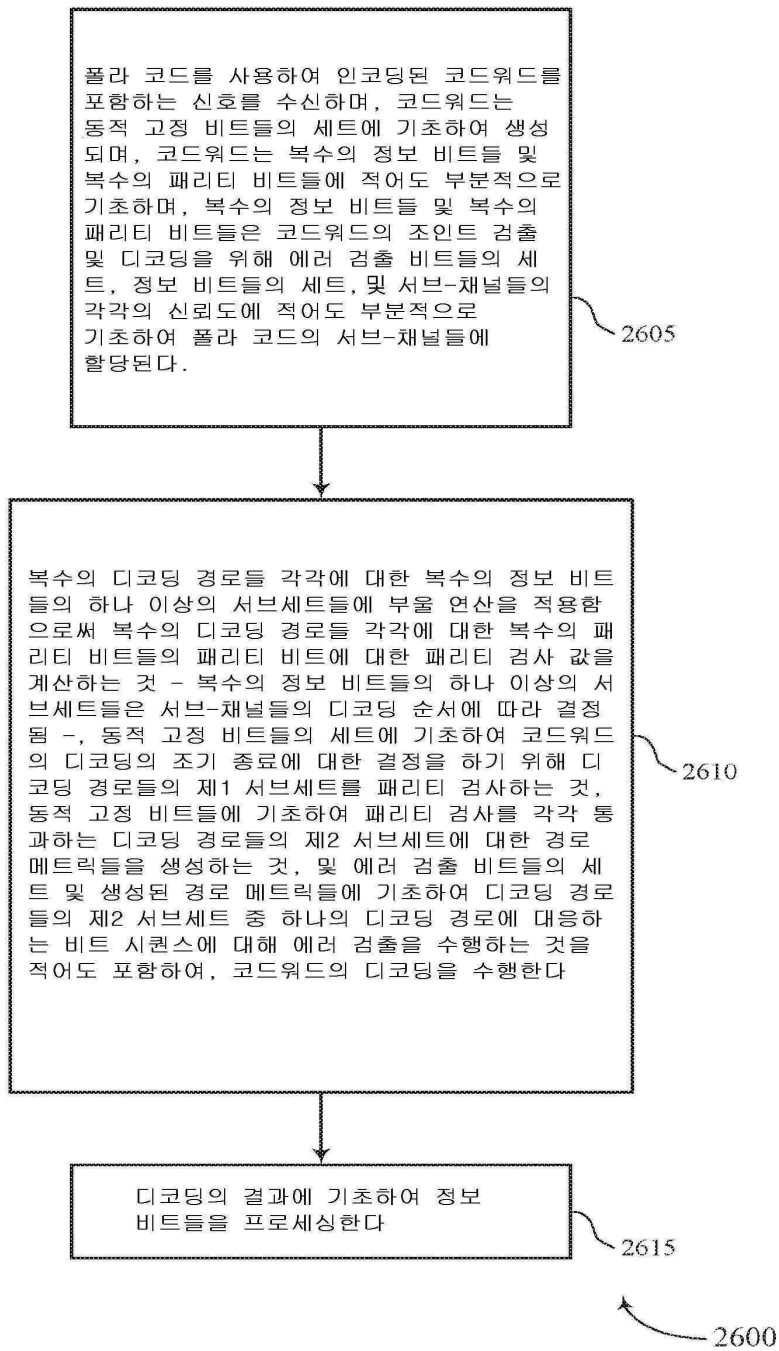 폴라 코드를 사용하여 인코딩된 코드워드를
포함하는 신호를 수신하며, 코드워드는
동적 고정 비트들의 세트에 기초하여 생성
되며, 코드워드는 복수의 정보 비트들 및
복수의 패리티 비트들에 적어도 부분적으로
기초하며, 복수의 정보 비트들 및 복수의
패리티 비트들은 코드워드의 조인트 검출
및 디코딩을 위해 에러 검출 비트들의 세
트, 정보 비트들의 세트, 및 서브-채널들의
각각의 신뢰도에 적어도 부분적으로
기초하여 폴라 코드의 서브-채널들에
할당된다.
2605
복수의 디코딩 경로들 각각에 대한 복수의 정보 비트
들의 하나 이상의 서브세트들에 부울 연산을 적용함
으로써 복수의 디코딩 경로들 각각에 대한 복수의 패
리티 비트들의 패리티 비트에 대한 패리티 검사 값을
계산하는 것 - 복수의 정보 비트들의 하나 이상의 서
브세트들은 서브-채널들의 디코딩 순서에 따라 결정
됨 -, 동적 고정 비트들의 세트에 기초하여 코드워드
의 디코딩의 조기 종료에 대한 결정을 하기 위해 디
코딩 경로들의 제1 서브세트를 패리티 검사하는 것,
동적 고정 비트들에 기초하여 패리티 검사를 각각 통
과하는 디코딩 경로들의 제2 서브세트에 대한 경로
메트릭들을 생성하는 것, 및 에러 검출 비트들의 세
트 및 생성된 경로 메트릭들에 기초하여 디코딩 경로
들의 제2 서브세트 중 하나의 디코딩 경로에 대응하
는 비트 시퀀스에 대해 에러 검출을 수행하는 것을
적어도 포함하여, 코드워드의 디코딩을 수행한다
2610
디코딩의 결과에 기초하여 정보
비트들을 프로세싱한다
2615
2600